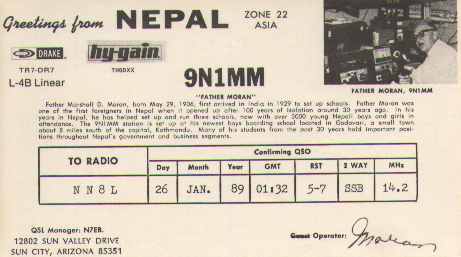 Greetings from NEPAL ZONE 22
ASIA
DRAKE hy-gain
TR7-DR7 TH6DXX
L-4B Linear
9N1MM
"FATHER MORAN"
FATHER MORAN, 9N1MM
Father Marshall D. Moran, born May 29, 1906, first arrived in India in 1929 to set up schools. Father Moran was
one of the first foreigners in Nepal when it opened up after 100 years of isolation around 30 years ago. In his
years in Nepal, he has helped set up and run three schools, now with over 3000 young Nepali boys and girls in
attendance. The 9N1MM station is set up at his newest boys boarding school located in Godavari, a small town
about 8 miles south of the capital, Kathmandu. Many of his students from the past 30 years hold important posi-
tions throughout Nepal's government and business segments.
TO RADIO Confirming QSO
Day Month Year GMT RST 2 WAY MHz
NN8L 26 JAN. 89 01:32 5-7 SSB 14.2
QSL Manager: N7EB.
12802 SUN VALLEY DRIVE
SUN CITY, ARIZONA 85351
Guest Operator: Moran